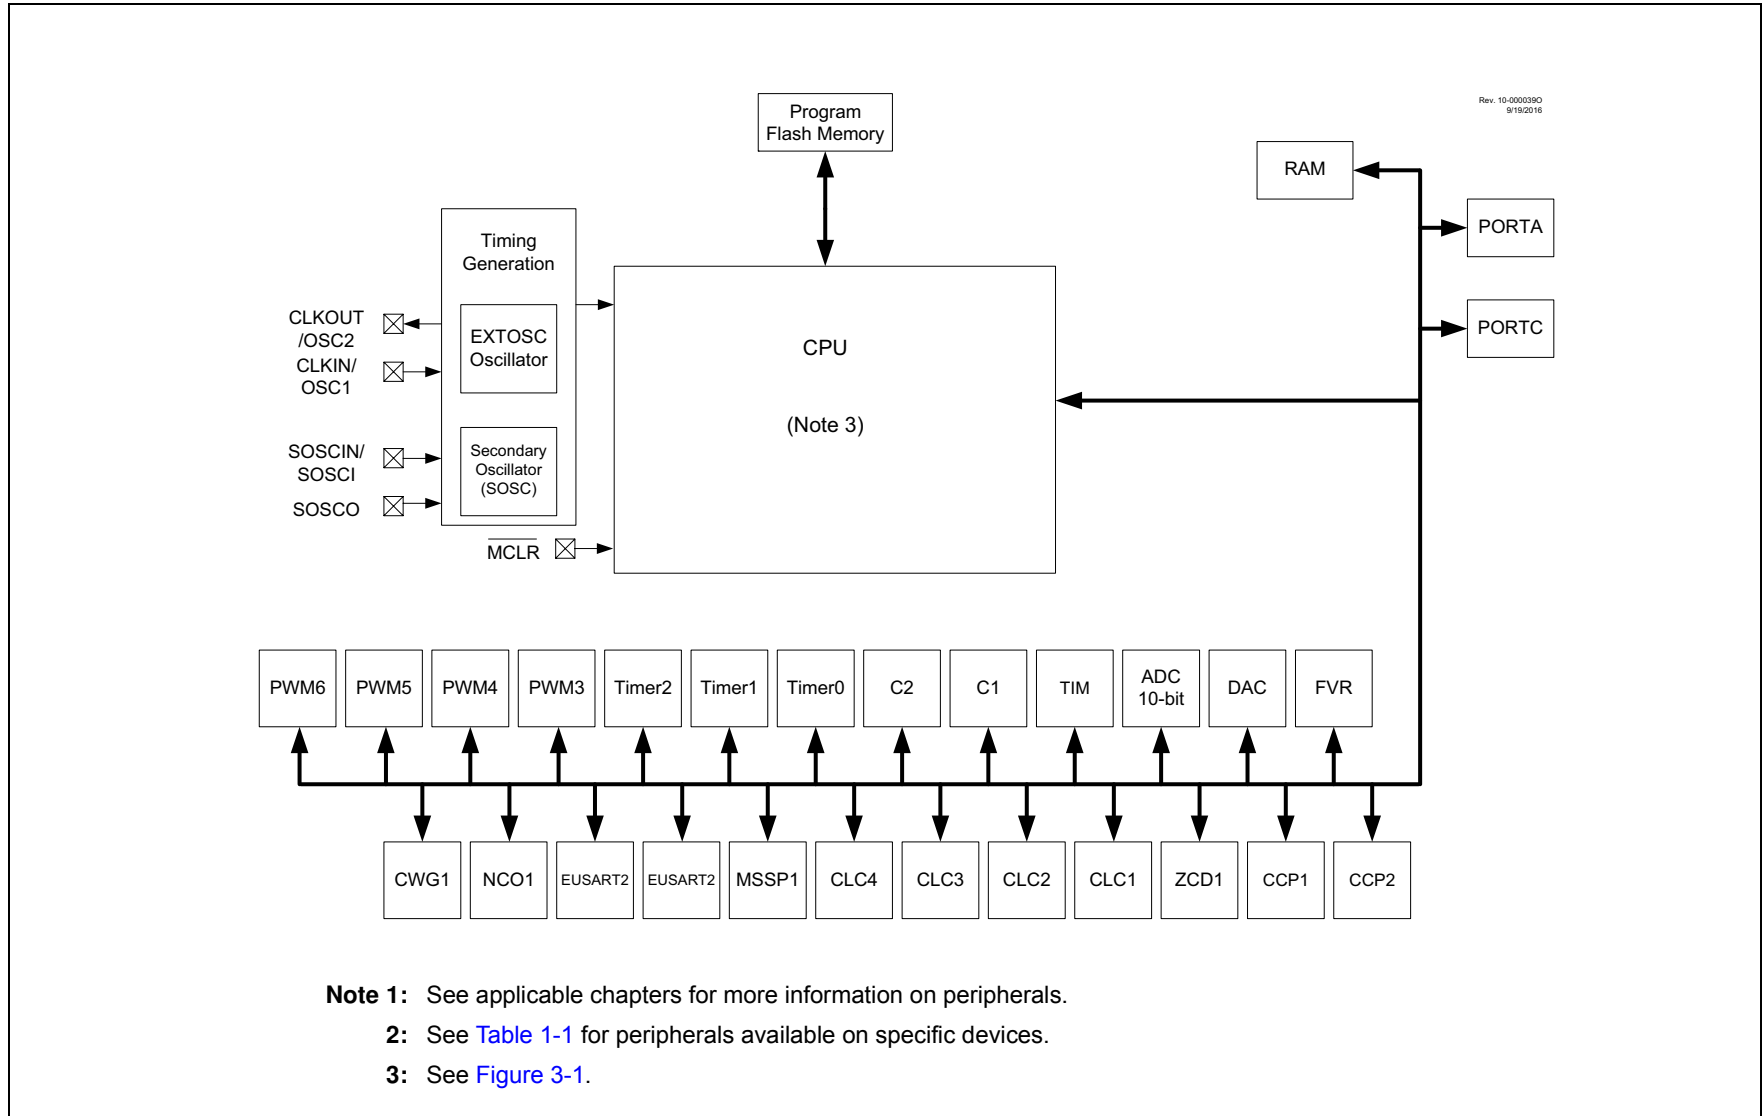 Rev. 10-000039O
9/19/2016
Program
Flash Memory
RAM
PORTA
PORTC
Timing
Generation
EXTOSC
Oscillator
Secondary
Oscillator
(SOSC)
CLKOUT
/OSC2
CLKIN/
OSC1
SOSCIN/
SOSCI
SOSCO
MCLR
CPU
(Note 3)
PWM6
PWM5
PWM4
PWM3
Timer2
Timer1
Timer0
C2
C1
TIM
ADC
10-bit
DAC
FVR
CWG1
NCO1
EUSART2
EUSART2
MSSP1
CLC4
CLC3
CLC2
CLC1
ZCD1
CCP1
CCP2
Note 1: See applicable chapters for more information on peripherals.
2: See Table 1-1 for peripherals available on specific devices.
3: See Figure 3-1.